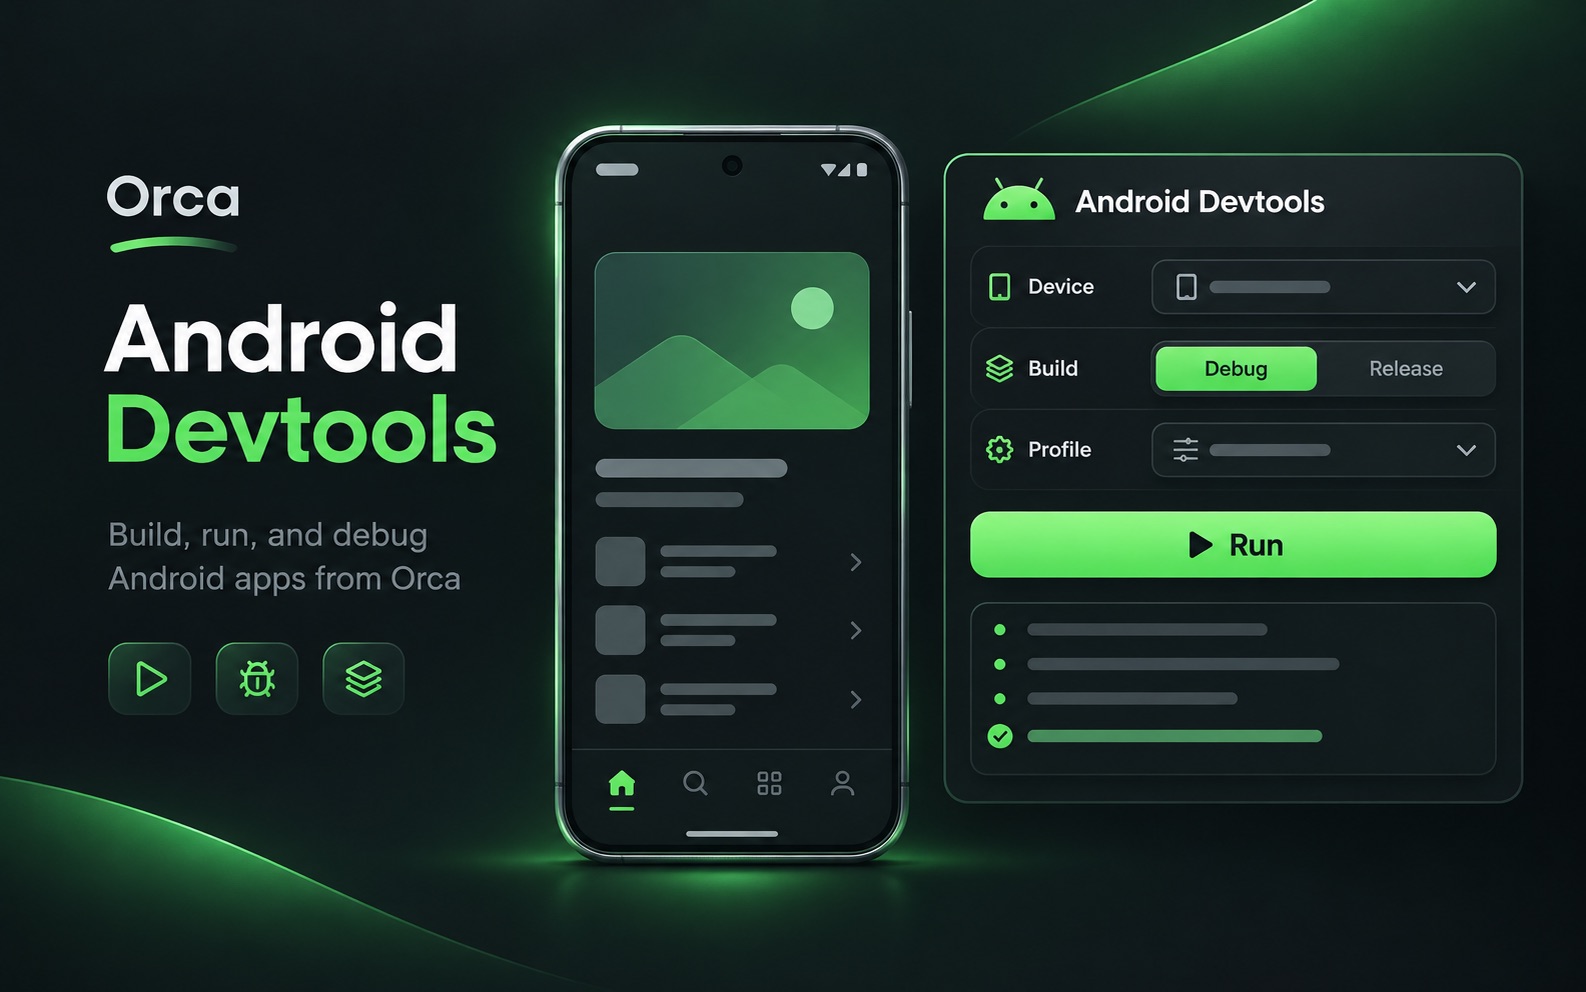 Orca
Android
Devtools
Build, run, and debug
Android apps from Orca
Android Devtools
Device
Build
Debug
Release
Profile
Run